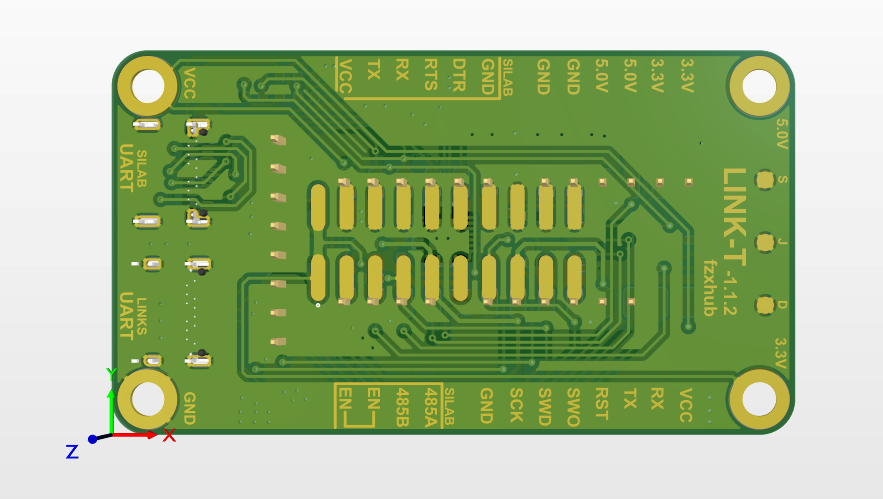 VCC
VCC
TX
RX
RTS
DTR
GND
SILAB
GND
GND
5.0V
5.0V
3.3V
3.3V
5.0V
SILAB
UART
S
J
D
LINK-T -1.1.2
fzxhub
LINKS
UART
3.3V
GND
EN
EN
485B
485A
SILAB
GND
SCK
SWD
SWO
RST
TX
RX
VCC
Y
X
Z